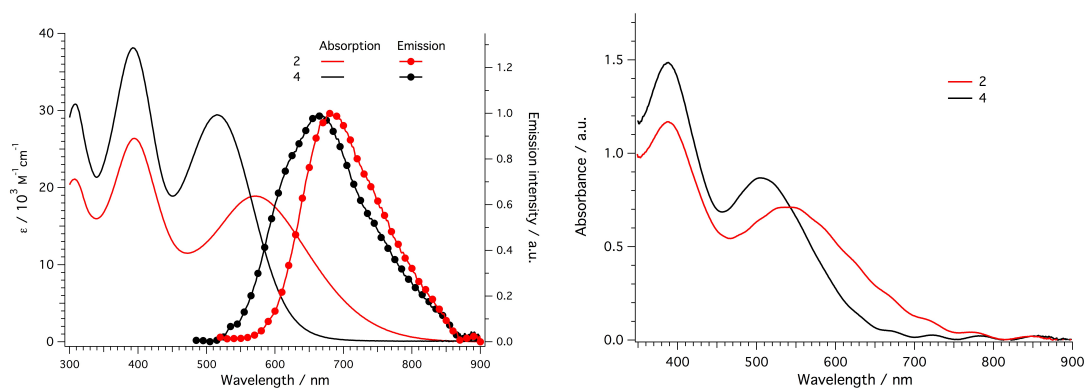 Absorption Emission
2
4
40
30
20
10
0
ε / 10³ M⁻¹cm⁻¹
1.2
1.0
0.8
0.6
0.4
0.2
0.0
Emission intensity / a.u.
300 400 500 600 700 800 900
Wavelength / nm
2
4
1.5
1.0
0.5
0.0
Absorbance / a.u.
400 500 600 700 800 900
Wavelength / nm